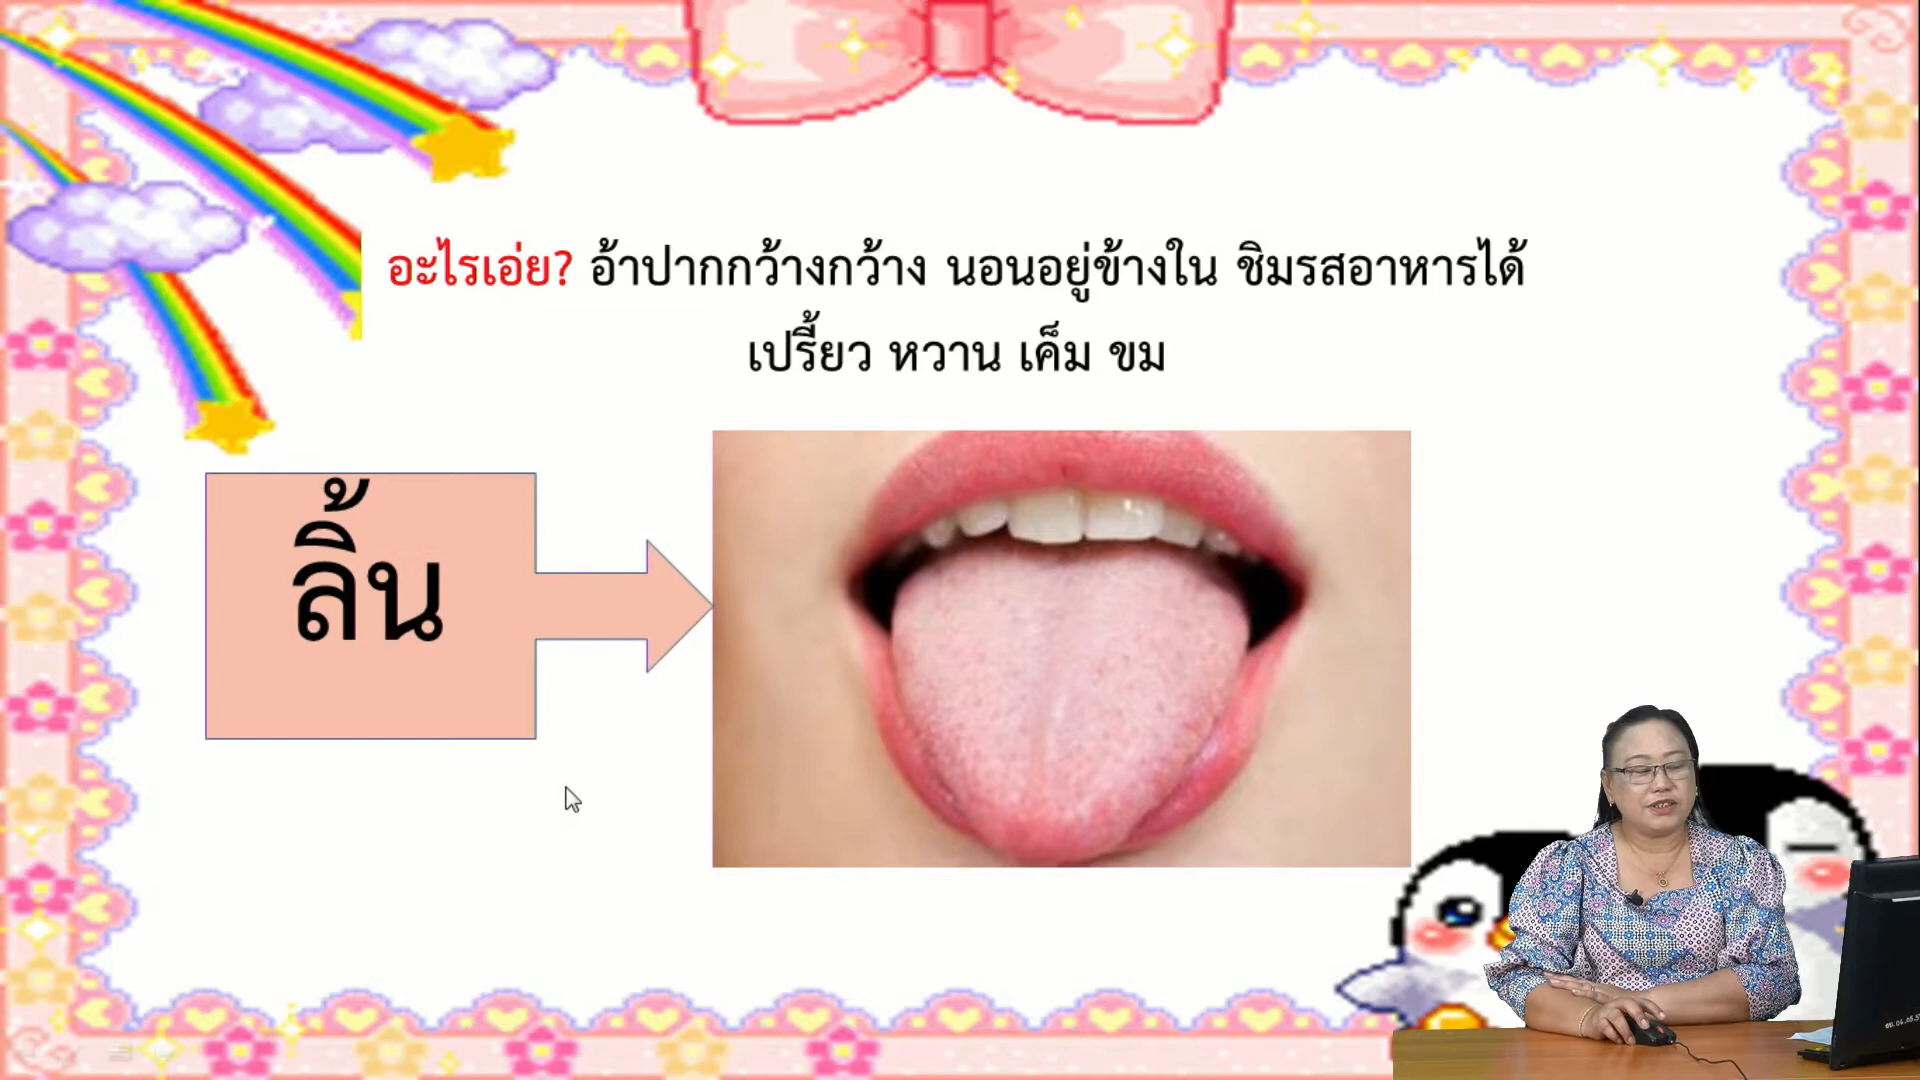 อะไรเอ่ย? อ้าปากกว้างกว้าง นอนอยู่ข้างใน ชิมรสอาหารได้
เปรี้ยว หวาน เค็ม ขม
ลิ้น